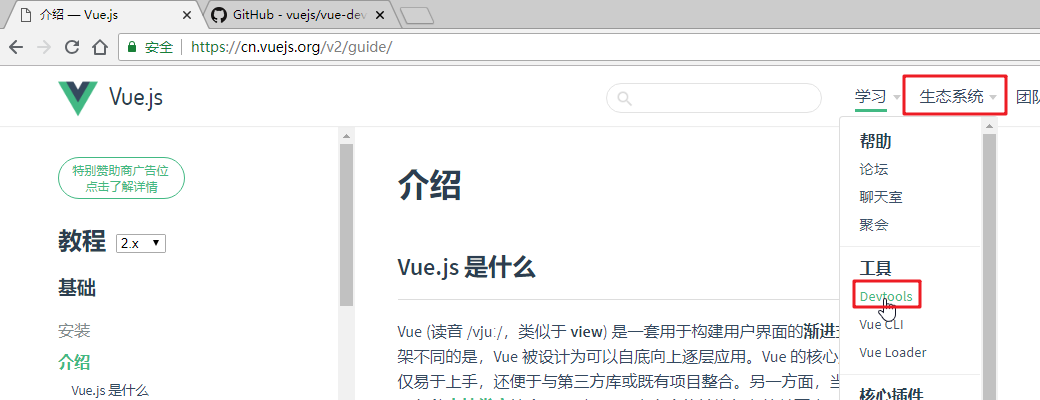 介绍 — Vue.js
GitHub - vuejs/vue-dev
安全
https://cn.vuejs.org/v2/guide/
Vue.js
学习
生态系统
特别赞助商广告位
点击了解详情
教程 2.x
基础
安装
介绍
Vue.js 是什么
介绍
Vue.js 是什么
Vue (读音 /vjuː/，类似于 view) 是一套用于构建用户界面的渐进
架不同的是，Vue 被设计为可以自底向上逐层应用。Vue 的核心
仅易于上手，还便于与第三方库或既有项目整合。另一方面，当
帮助
论坛
聊天室
聚会
工具
Devtools
Vue CLI
Vue Loader
核心插件